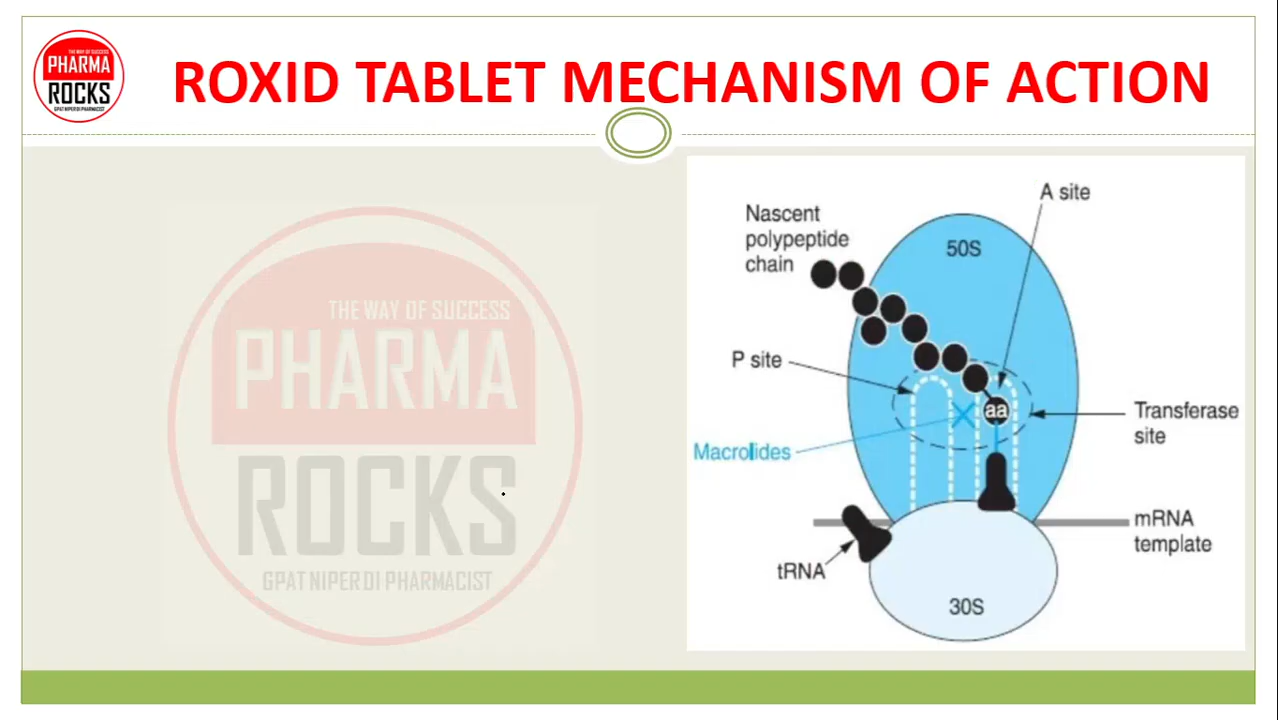 THE WAY OF SUCCESS
PHARMA
ROCKS
GPAT NIPER DI PHARMACIST
ROXID TABLET MECHANISM OF ACTION
THE WAY OF SUCCESS
PHARMA
ROCKS
GPAT NIPER DI PHARMACIST
A site
Nascent
polypeptide
chain
50S
P site
aa
Transferase
site
Macrolides
mRNA
template
tRNA
30S